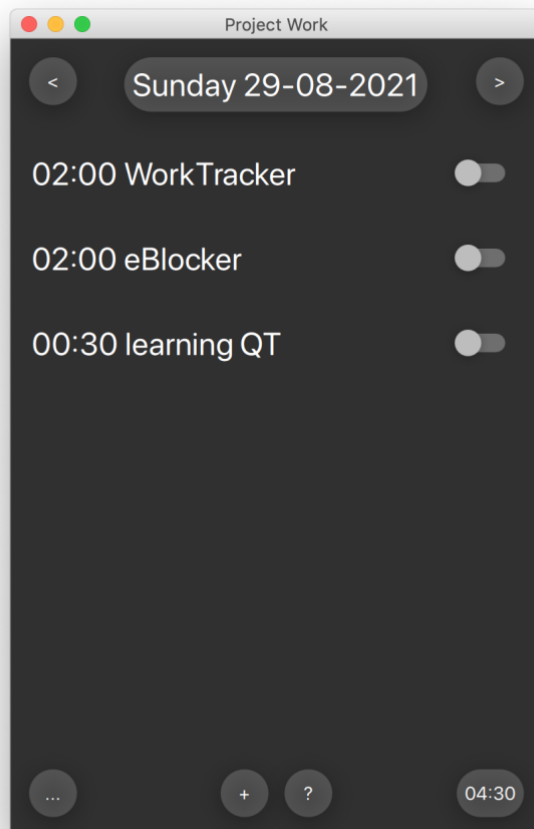 Project Work
< Sunday 29-08-2021 >
02:00 WorkTracker
02:00 eBlocker
00:30 learning QT
... + ? 04:30